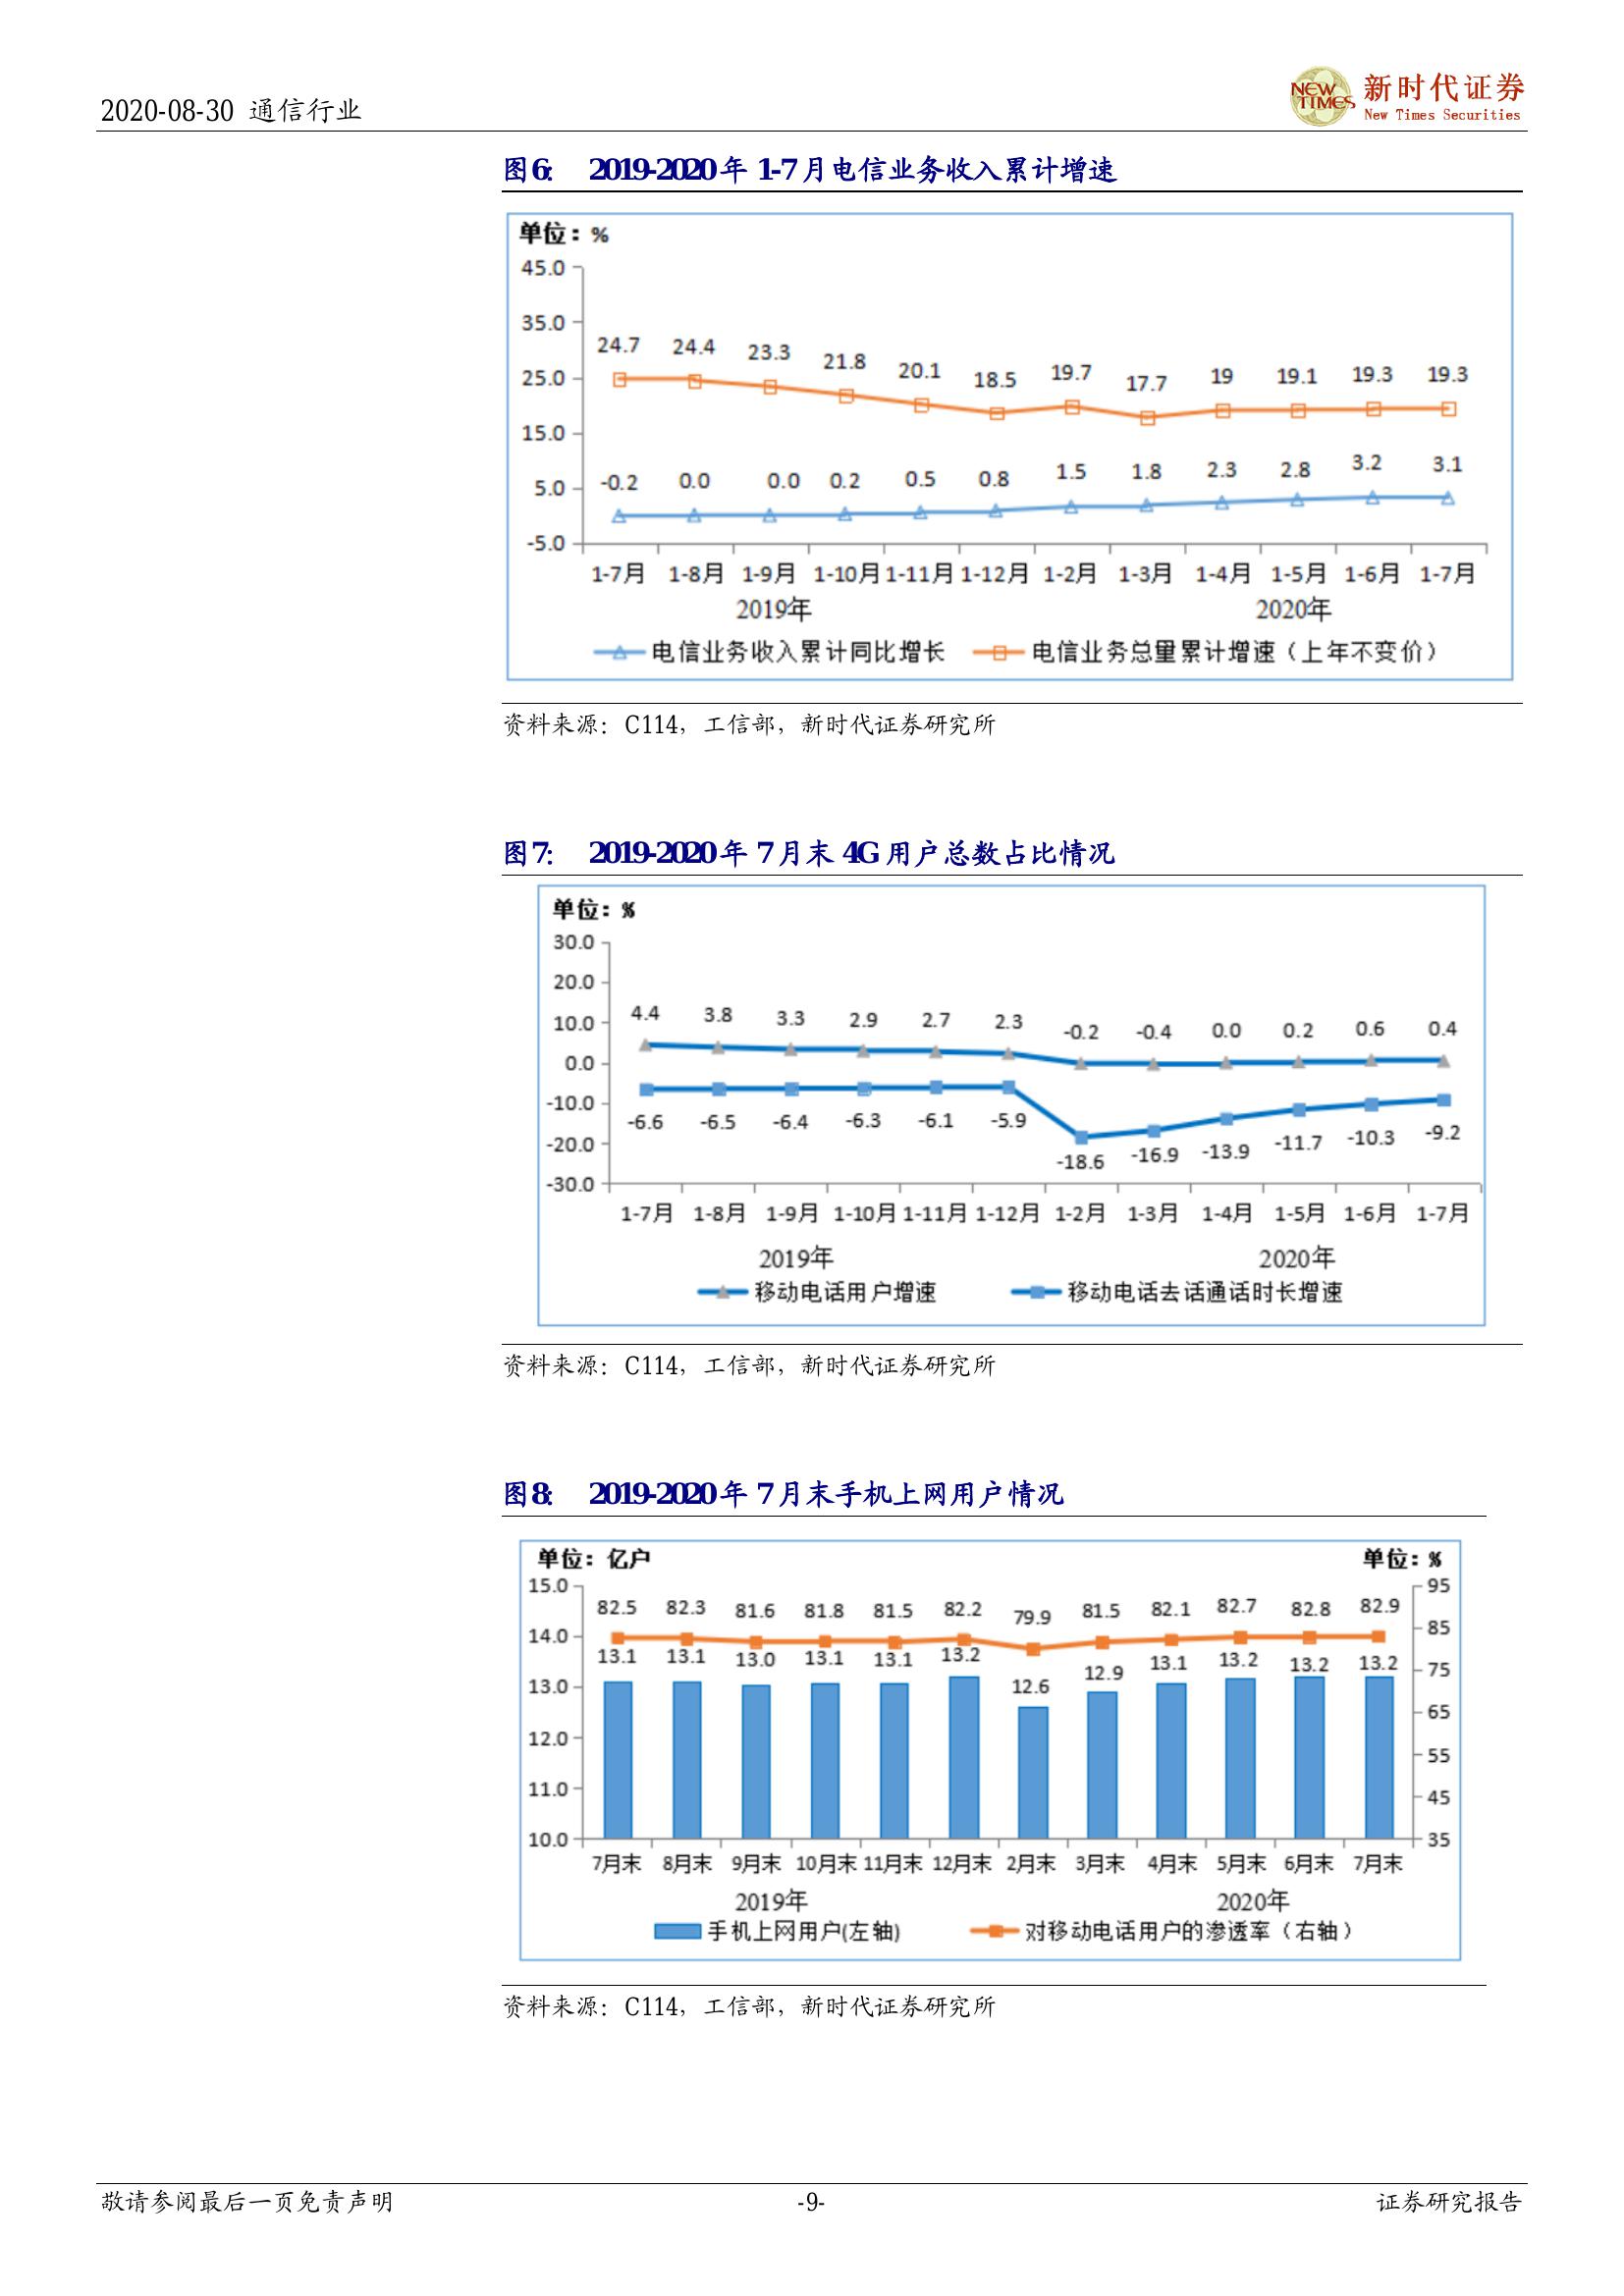 2020-08-30 通信行业
NEW TIMES
新时代证券
New Times Securities
图6: 2019-2020年 1-7月电信业务收入累计增速
单位：%
45.0
35.0
25.0
15.0
5.0
-5.0
24.7 24.4 23.3 21.8 20.1 18.5 19.7 17.7 19 19.1 19.3 19.3
-0.2 0.0 0.0 0.2 0.5 0.8 1.5 1.8 2.3 2.8 3.2 3.1
1-7月 1-8月 1-9月 1-10月 1-11月 1-12月 1-2月 1-3月 1-4月 1-5月 1-6月 1-7月
2019年 2020年
电信业务收入累计同比增长 电信业务总量累计增速（上年不变价）
资料来源：C114，工信部，新时代证券研究所
图7: 2019-2020年 7月末 4G用户总数占比情况
单位：%
30.0
20.0
10.0
0.0
-10.0
-20.0
-30.0
4.4 3.8 3.3 2.9 2.7 2.3 -0.2 -0.4 0.0 0.2 0.6 0.4
-6.6 -6.5 -6.4 -6.3 -6.1 -5.9 -18.6 -16.9 -13.9 -11.7 -10.3 -9.2
1-7月 1-8月 1-9月 1-10月 1-11月 1-12月 1-2月 1-3月 1-4月 1-5月 1-6月 1-7月
2019年 2020年
移动电话用户增速 移动电话去话通话时长增速
资料来源：C114，工信部，新时代证券研究所
图8: 2019-2020年 7月末手机上网用户情况
单位：亿户 单位：%
15.0
14.0
13.0
12.0
11.0
10.0
82.5 82.3 81.6 81.8 81.5 82.2 79.9 81.5 82.1 82.7 82.8 82.9
13.1 13.1 13.0 13.1 13.1 13.2 12.6 12.9 13.1 13.2 13.2 13.2
95
85
75
65
55
45
35
7月末 8月末 9月末 10月末 11月末 12月末 2月末 3月末 4月末 5月末 6月末 7月末
2019年 2020年
手机上网用户(左轴) 对移动电话用户的渗透率（右轴）
资料来源：C114，工信部，新时代证券研究所
敬请参阅最后一页免责声明 -9- 证券研究报告